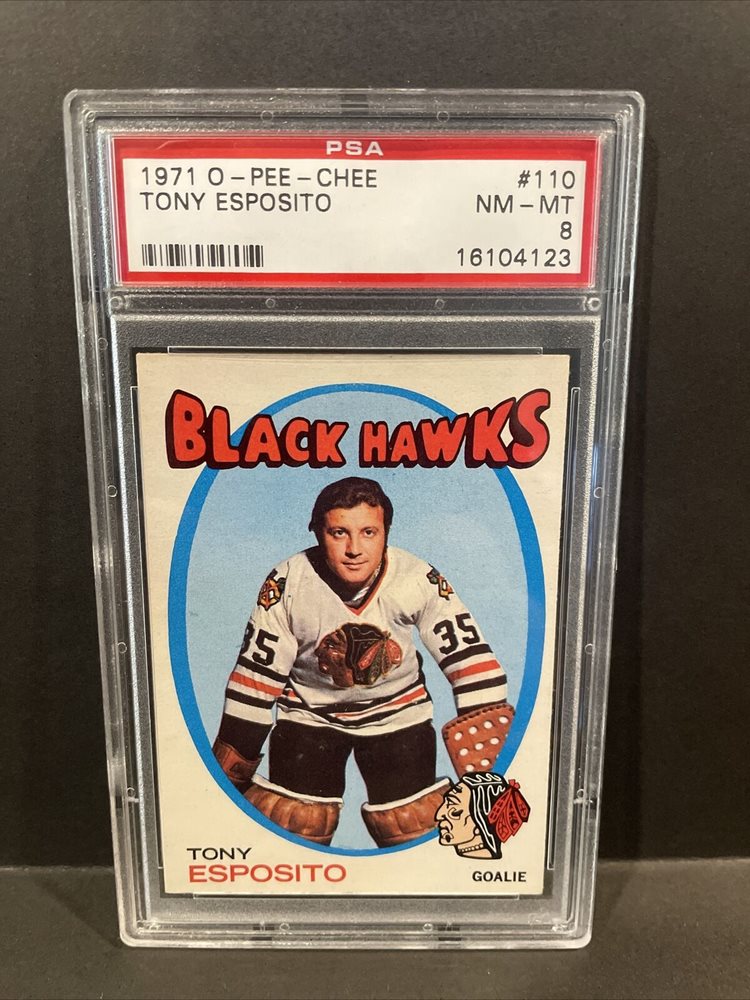 PSA
1971 O-PEE-CHEE #110
TONY ESPOSITO NM-MT
8
16104123
BLACK HAWKS
35 35
TONY
ESPOSITO
GOALIE